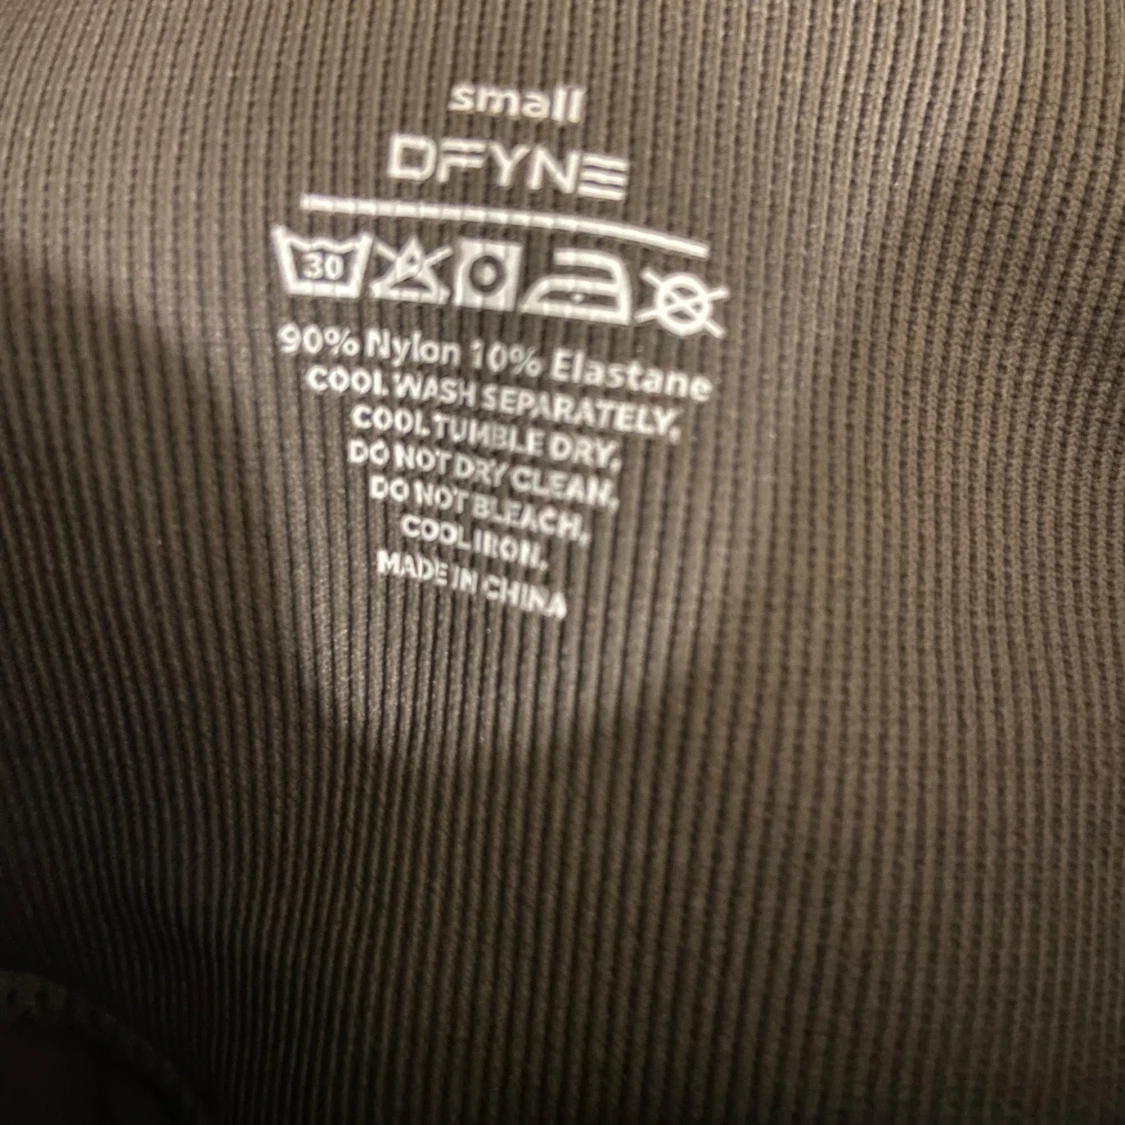 small
DFYNE
30
90% Nylon 10% Elastane
COOL WASH SEPARATELY,
COOL TUMBLE DRY,
DO NOT DRY CLEAN,
DO NOT BLEACH,
COOL IRON,
MADE IN CHINA